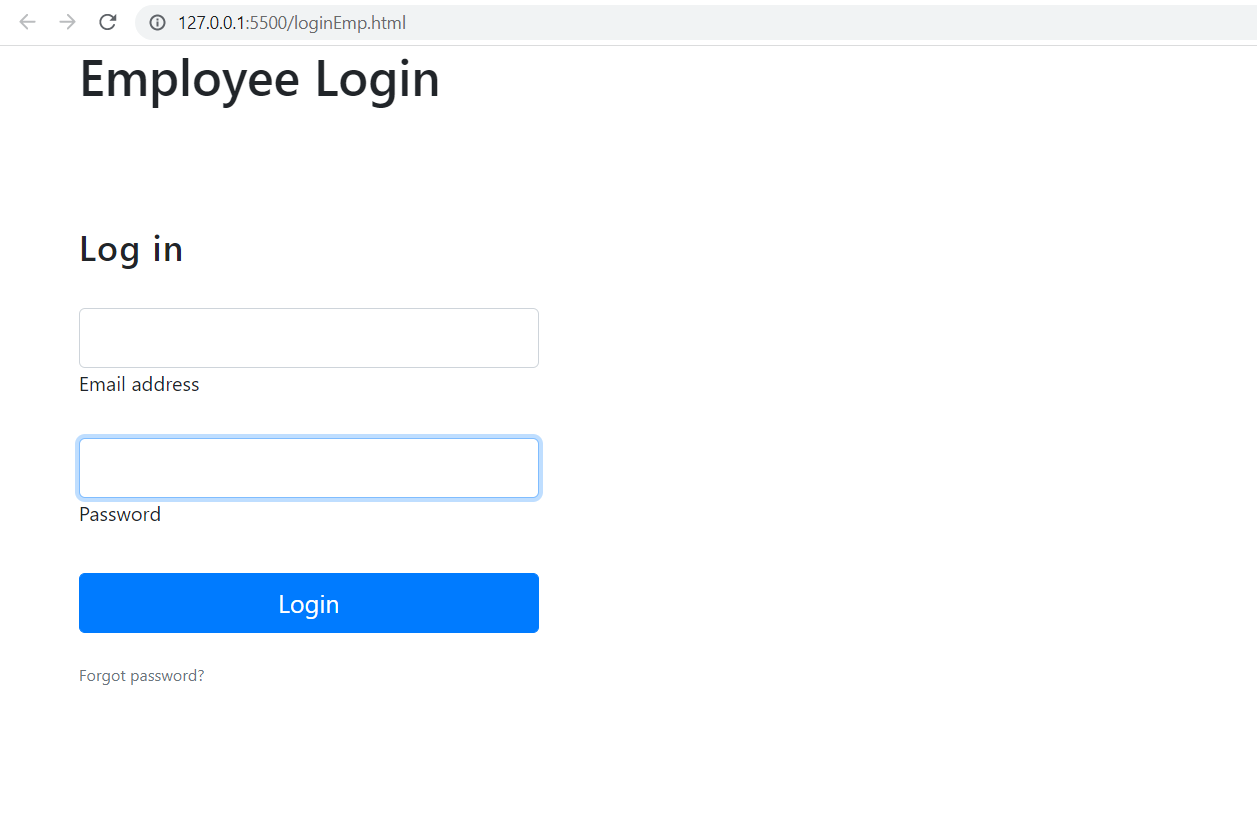 127.0.0.1:5500/loginEmp.html
Employee Login
Log in
Email address
Password
Login
Forgot password?